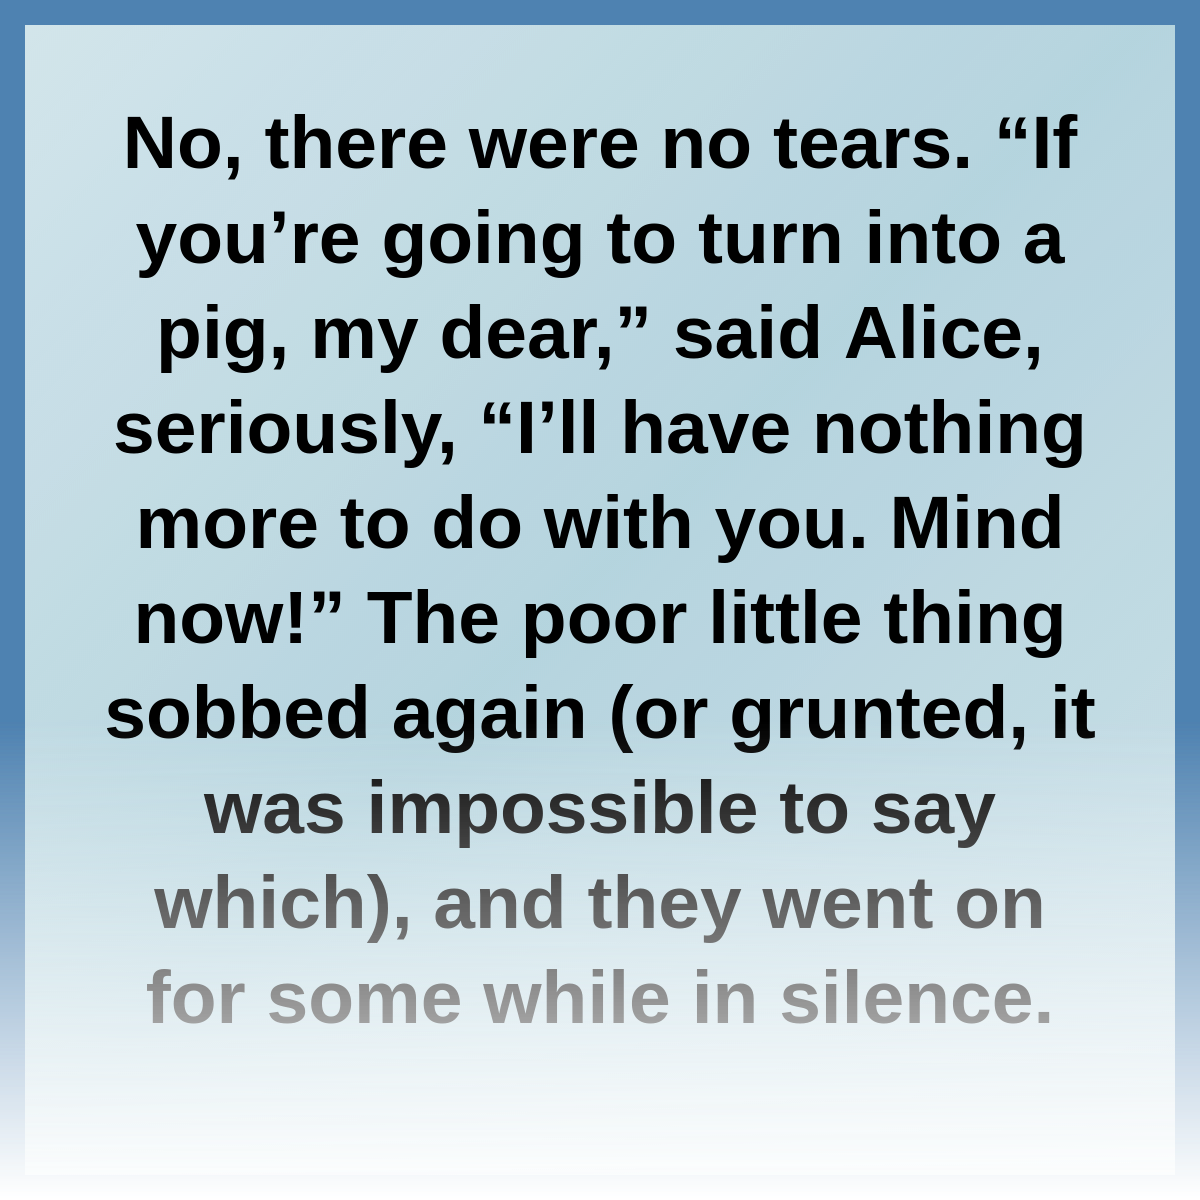 No, there were no tears. “If
you’re going to turn into a
pig, my dear,” said Alice,
seriously, “I’ll have nothing
more to do with you. Mind
now!” The poor little thing
sobbed again (or grunted, it
was impossible to say
which), and they went on
for some while in silence.